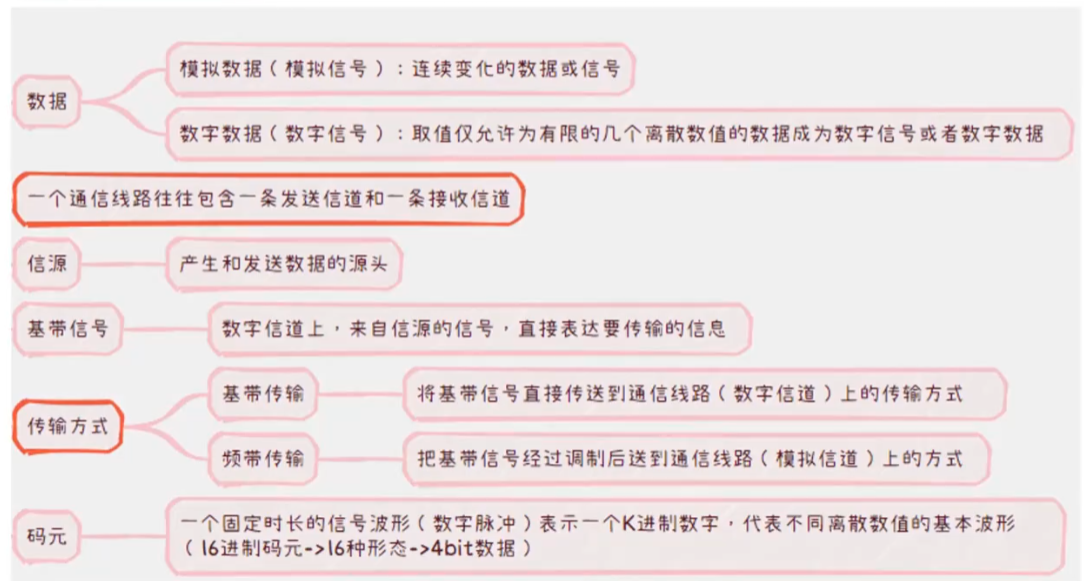 数据
模拟数据（模拟信号）：连续变化的数据或信号
数字数据（数字信号）：取值仅允许为有限的几个离散数值的数据成为数字信号或者数字数据
一个通信线路往往包含一条发送信道和一条接收信道
信源
产生和发送数据的源头
基带信号
数字信道上，来自信源的信号，直接表达要传输的信息
传输方式
基带传输
将基带信号直接传送到通信线路（数字信道）上的传输方式
频带传输
把基带信号经过调制后送到通信线路（模拟信道）上的方式
码元
一个固定时长的信号波形（数字脉冲）表示一个K进制数字，代表不同离散数值的基本波形
（16进制码元->16种形态->4bit数据）